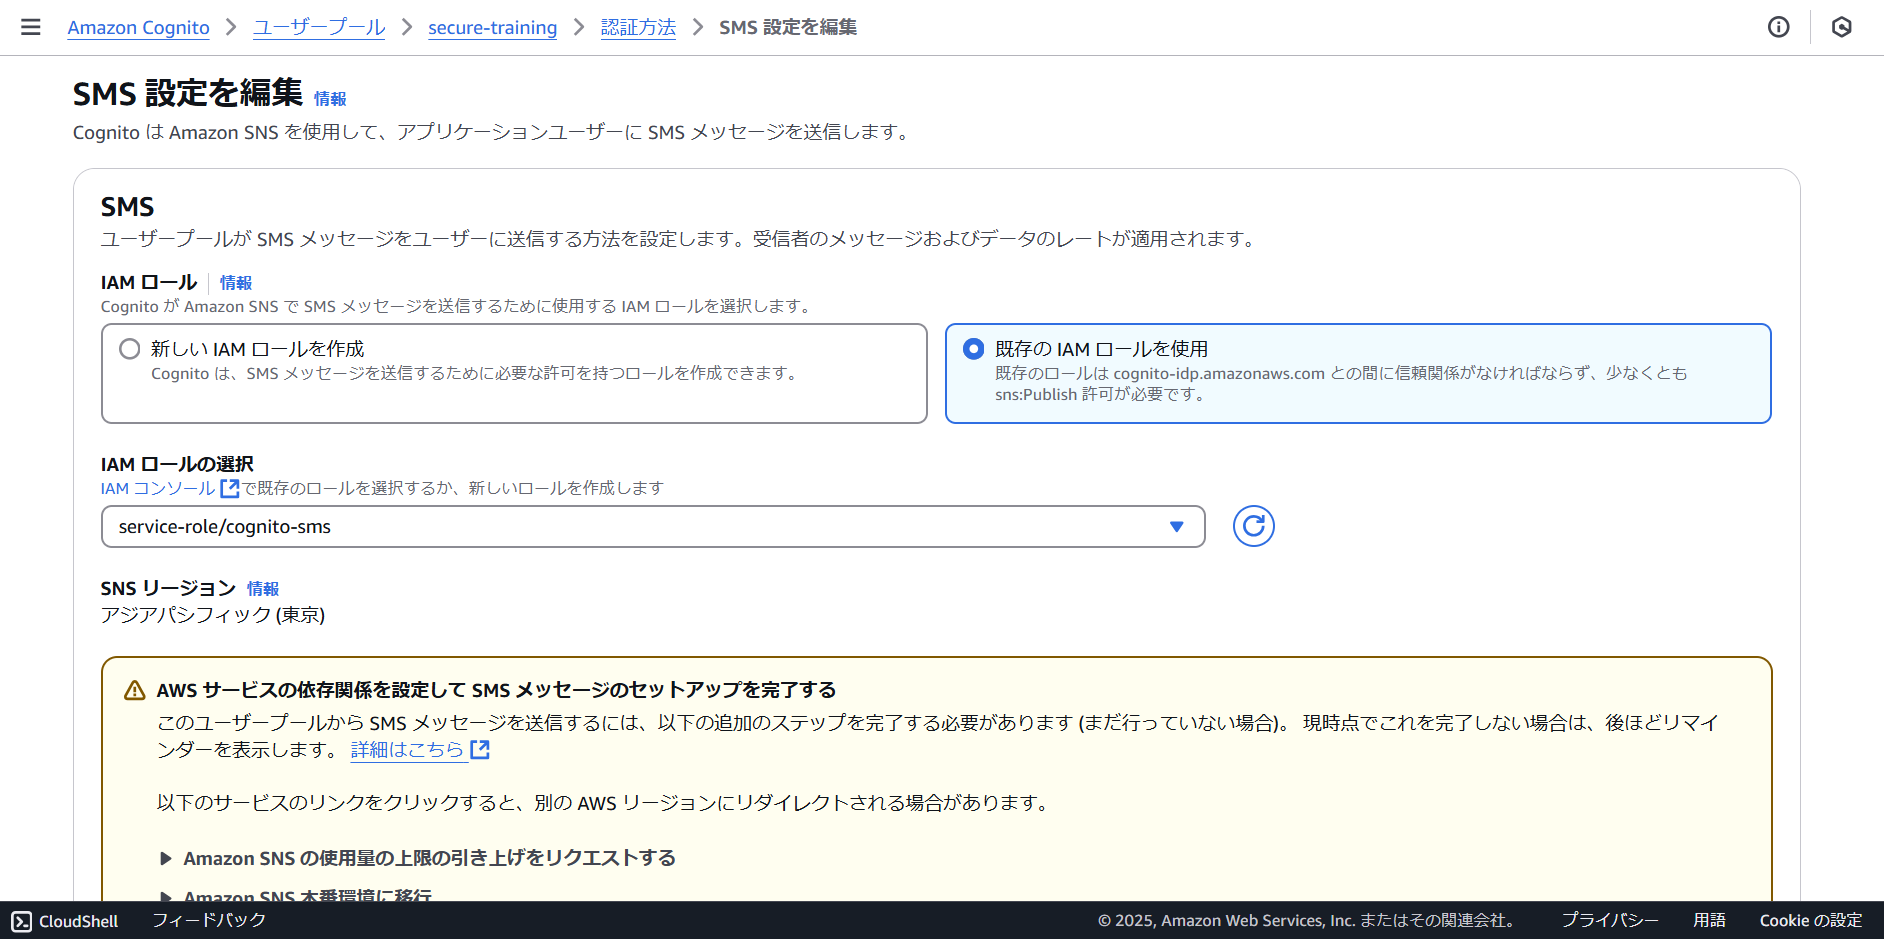 Amazon Cognito
ユーザープール
secure-training
認証方法
SMS 設定を編集
SMS 設定を編集 情報
Cognito は Amazon SNS を使用して、アプリケーションユーザーに SMS メッセージを送信します。
SMS
ユーザープールが SMS メッセージをユーザーに送信する方法を設定します。受信者のメッセージおよびデータのレートが適用されます。
IAM ロール 情報
Cognito が Amazon SNS で SMS メッセージを送信するために使用する IAM ロールを選択します。
新しい IAM ロールを作成
Cognito は、SMS メッセージを送信するために必要な許可を持つロールを作成できます。
既存の IAM ロールを使用
既存のロールは cognito-idp.amazonaws.com との間に信頼関係がなければならず、少なくとも
sns:Publish 許可が必要です。
IAM ロールの選択
IAM コンソール で既存のロールを選択するか、新しいロールを作成します
service-role/cognito-sms
SNS リージョン 情報
アジアパシフィック (東京)
AWS サービスの依存関係を設定して SMS メッセージのセットアップを完了する
このユーザープールから SMS メッセージを送信するには、以下の追加のステップを完了する必要があります (まだ行っていない場合)。 現時点でこれを完了しない場合は、後ほどリマイ
ンダーを表示します。 詳細はこちら
以下のサービスのリンクをクリックすると、別の AWS リージョンにリダイレクトされる場合があります。
Amazon SNS の使用量の上限の引き上げをリクエストする
Amazon SNS 本番環境に移行
CloudShell
フィードバック
© 2025, Amazon Web Services, Inc. またはその関連会社。
プライバシー
用語
Cookie の設定